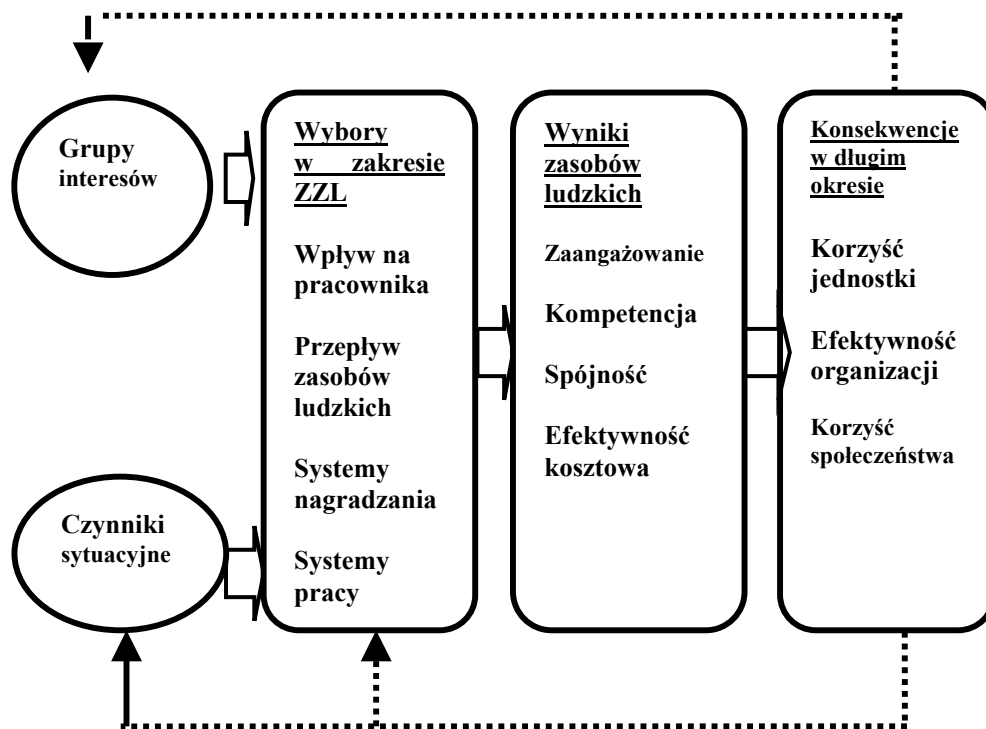 Grupy
interesów
Czynniki
sytuacyjne
Wybory
w zakresie
ZZL
Wpływ na
pracownika
Przepływ
zasobów
ludzkich
Systemy
nagradzania
Systemy
pracy
Wyniki
zasobów
ludzkich
Zaangażowanie
Kompetencja
Spójność
Efektywność
kosztowa
Konsekwencje
w długim
okresie
Korzyść
jednostki
Efektywność
organizacji
Korzyść
społeczeństwa